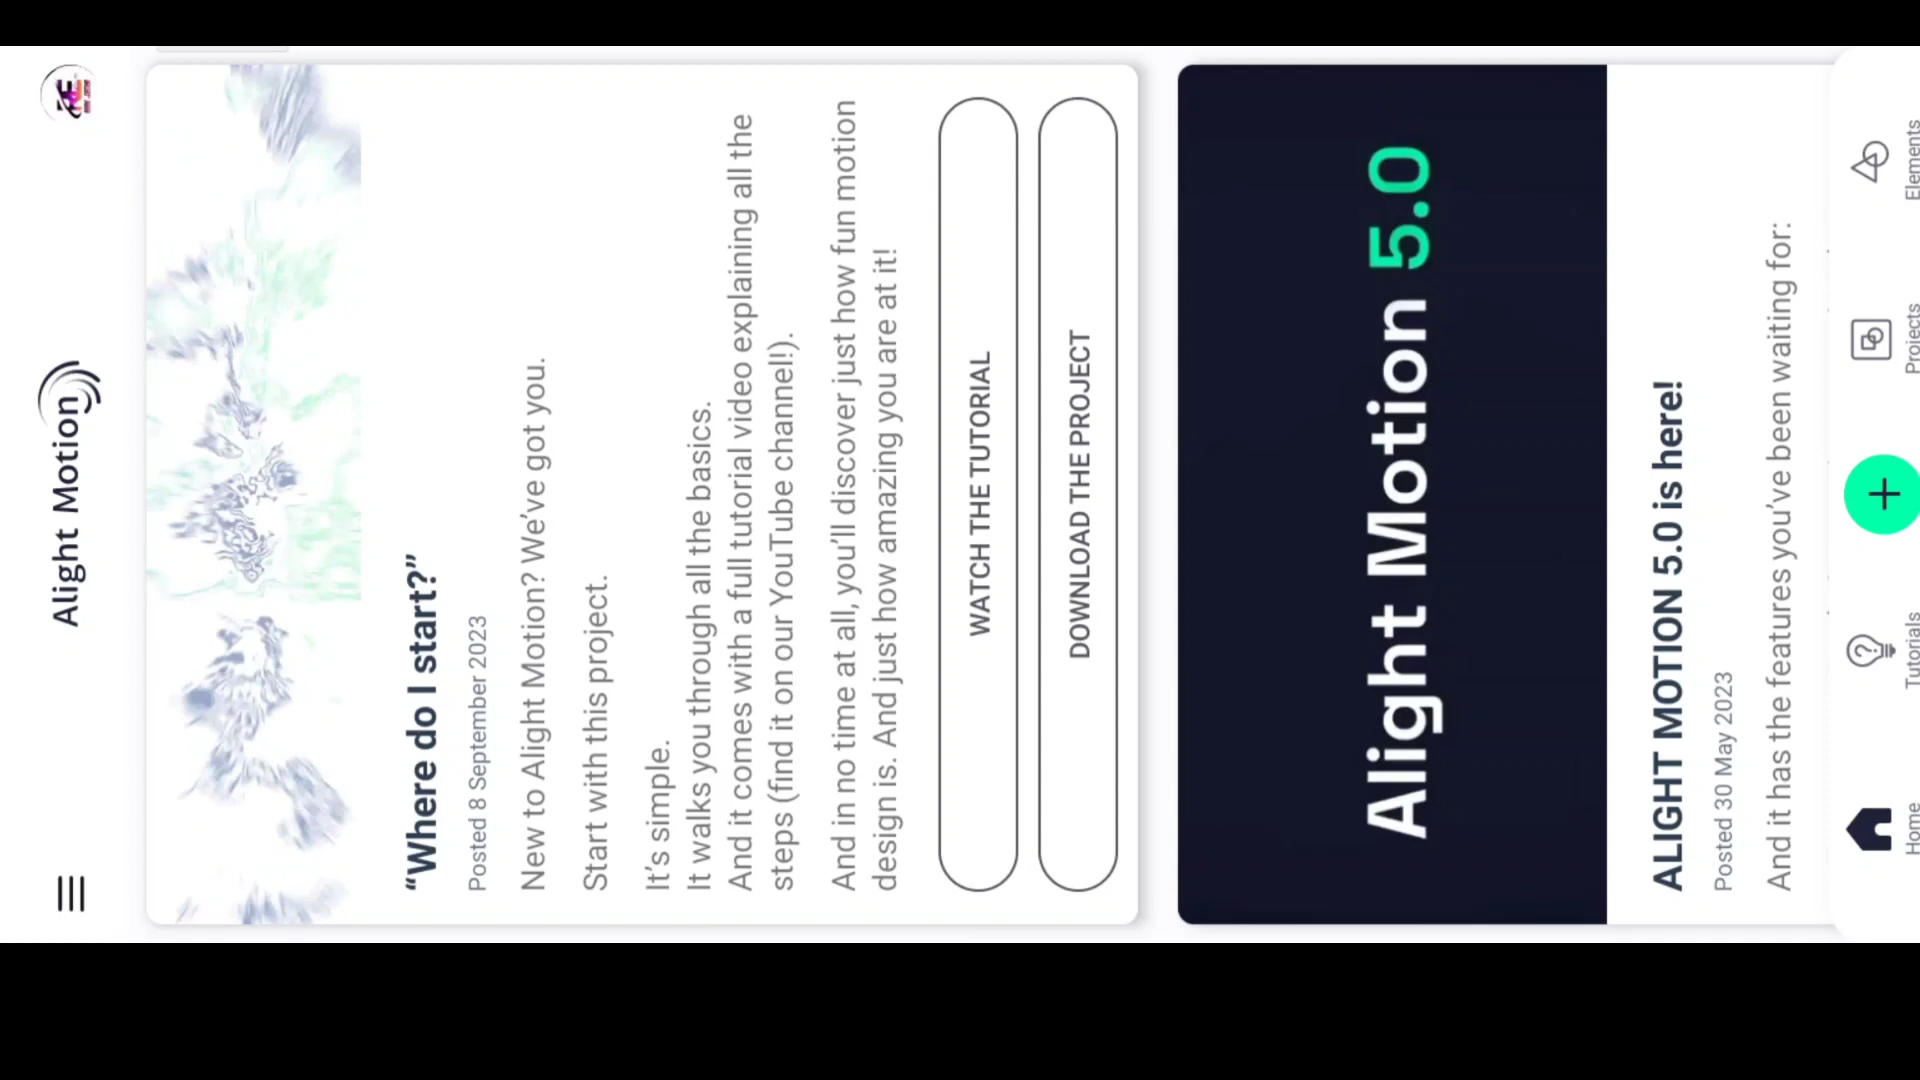 Alight Motion
“Where do I start?”
Posted 8 September 2023
New to Alight Motion? We’ve got you.
Start with this project.
It’s simple.
It walks you through all the basics.
And it comes with a full tutorial video explaining all the
steps (find it on our YouTube channel!).
And in no time at all, you’ll discover just how fun motion
design is. And just how amazing you are at it!
WATCH THE TUTORIAL
DOWNLOAD THE PROJECT
Alight Motion 5.0
ALIGHT MOTION 5.0 is here!
Posted 30 May 2023
And it has the features you’ve been waiting for:
Home
Tutorials
Projects
Elements